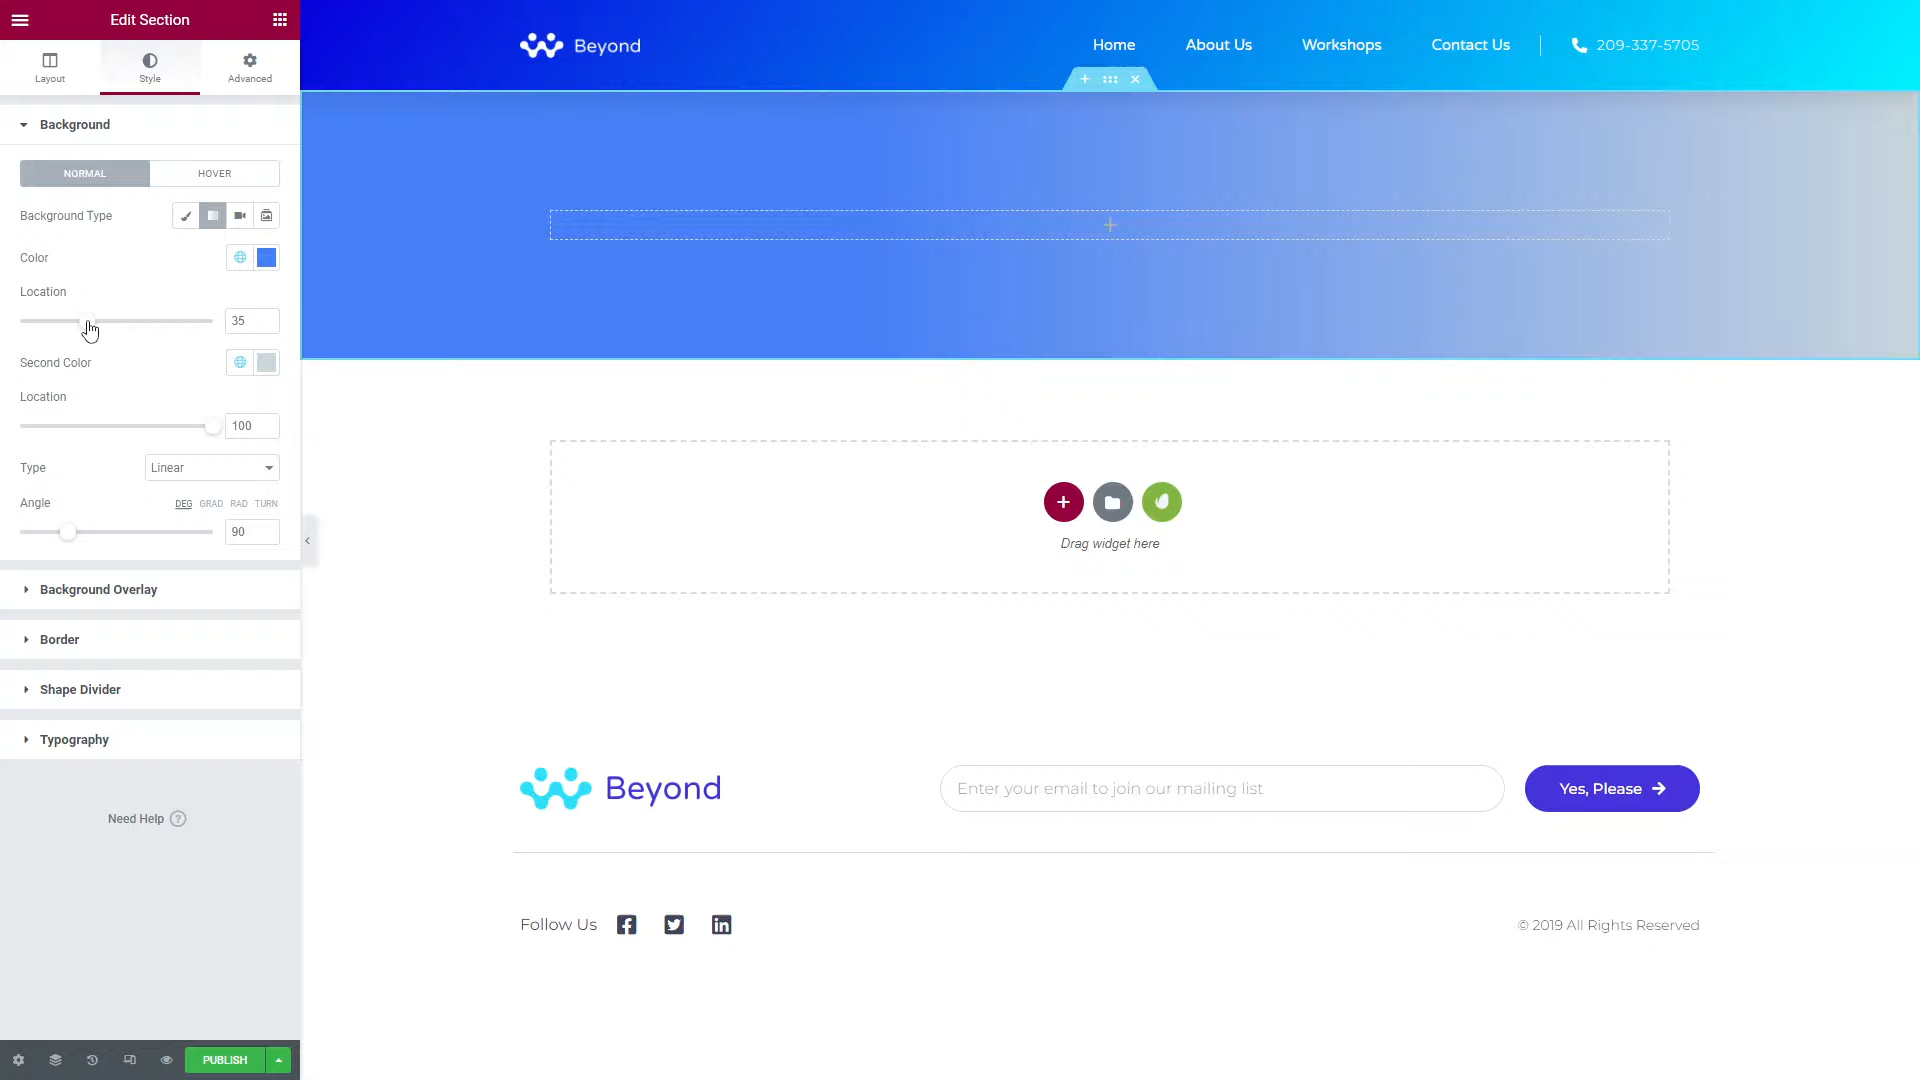 Edit Section
Layout
Style
Advanced
Background
NORMAL
HOVER
Background Type
Color
Location
35
Second Color
Location
100
Type
Linear
Angle
DEG GRAD RAD TURN
90
Background Overlay
Border
Shape Divider
Typography
Need Help ?
PUBLISH
Beyond
Home
About Us
Workshops
Contact Us
209-337-5705
Drag widget here
Beyond
Enter your email to join our mailing list
Yes, Please
Follow Us
© 2019 All Rights Reserved